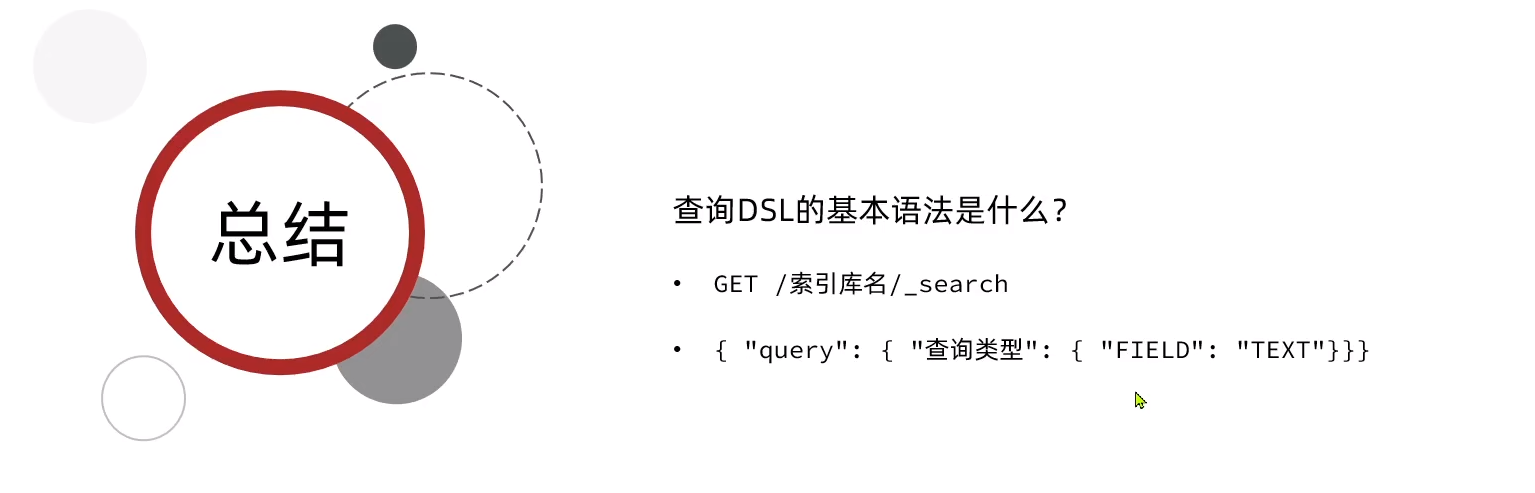 总结
查询DSL的基本语法是什么?
• GET /索引库名/_search
• { "query": { "查询类型": { "FIELD": "TEXT"}}}